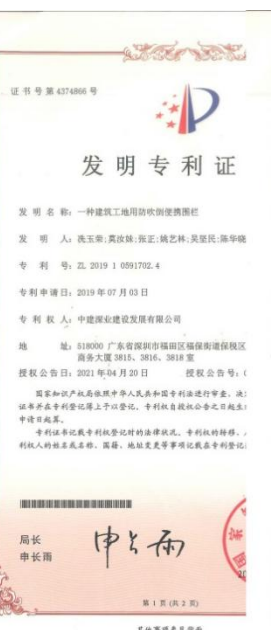 证书号第4374866号
发明专利证
发明名称：一种建筑工地用防吹倒便携围栏
发明人：冼玉荣;莫汝妹;张正;姚艺林;吴坚民;陈华晓
专利号：ZL 2019 1 0591702.4
专利申请日：2019年07月03日
专利权人：中建深业建设发展有限公司
地址：518000 广东省深圳市福田区福保街道保税区
商务大厦 3815、3816、3818 室
授权公告日：2021年04月20日 授权公告号：
国家知识产权局依照中华人民共和国专利法进行审查，决
证书并在专利登记簿上予以登记。专利权自授权公告之日起生
申请日起算。
专利证书记载专利权登记时的法律状况。专利权的转移、
利权人的姓名或名称、国籍、地址变更等事项记载在专利登记
局长
申长雨
申长雨
第 1 页 (共 2 页)
其他事项参见续页